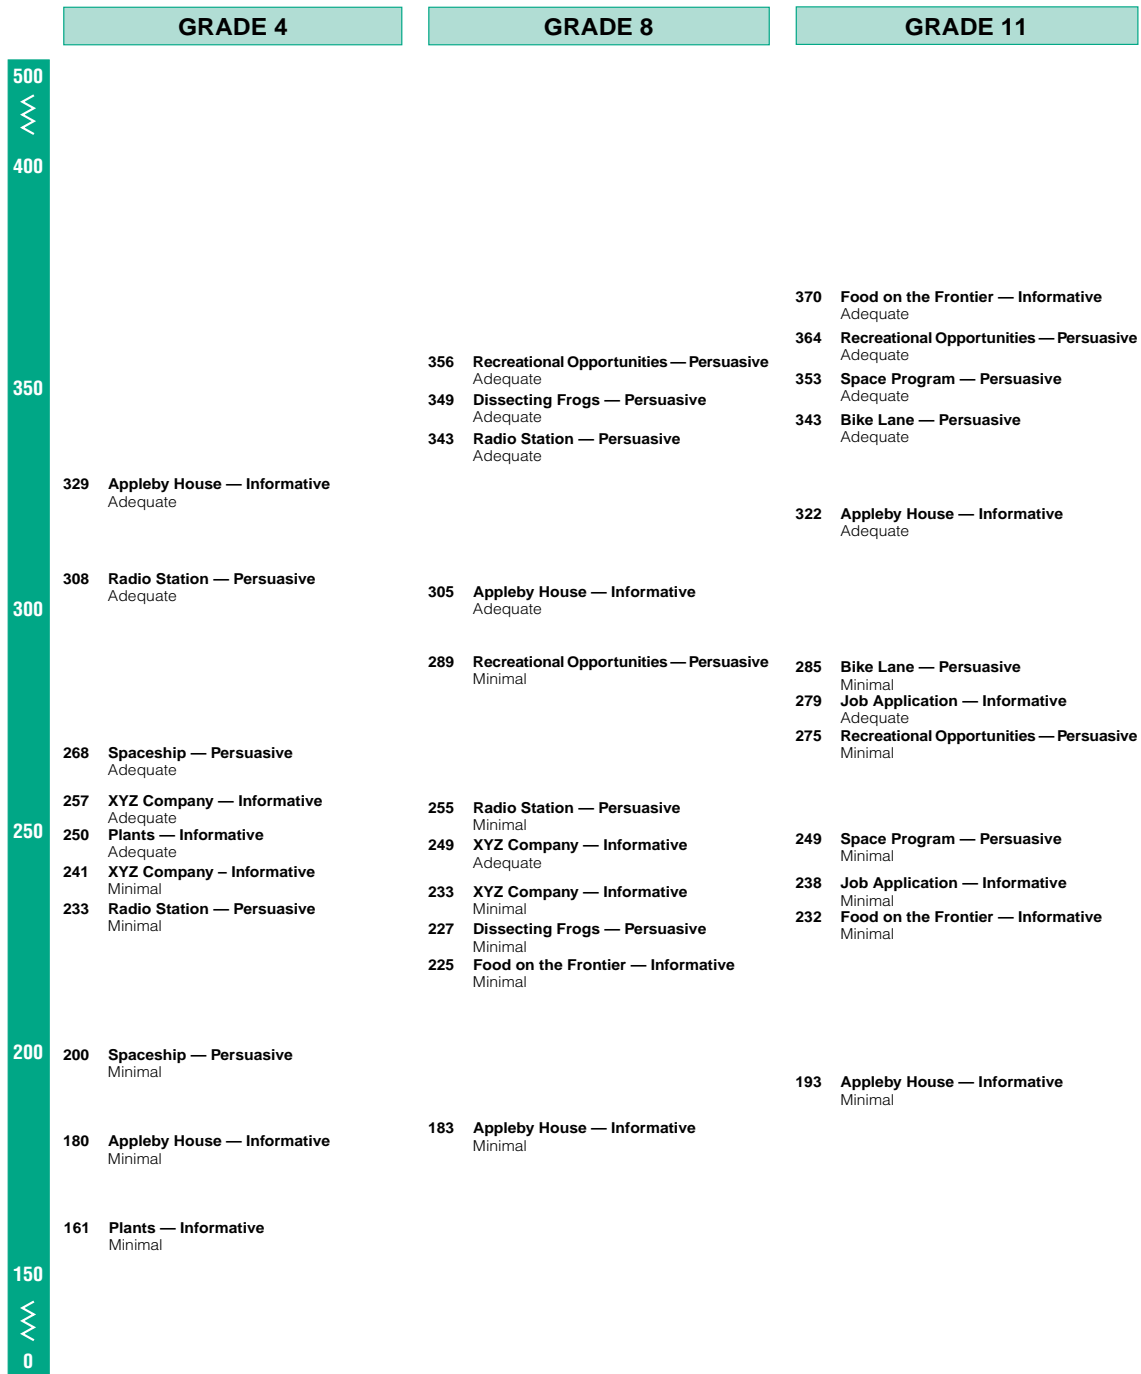 GRADE 4
GRADE 8
GRADE 11
500
400
350
300
250
200
150
0
329 Appleby House — Informative
Adequate
308 Radio Station — Persuasive
Adequate
268 Spaceship — Persuasive
Adequate
257 XYZ Company — Informative
Adequate
250 Plants — Informative
Adequate
241 XYZ Company – Informative
Minimal
233 Radio Station — Persuasive
Minimal
200 Spaceship — Persuasive
Minimal
180 Appleby House — Informative
Minimal
161 Plants — Informative
Minimal
356 Recreational Opportunities — Persuasive
Adequate
349 Dissecting Frogs — Persuasive
Adequate
343 Radio Station — Persuasive
Adequate
305 Appleby House — Informative
Adequate
289 Recreational Opportunities — Persuasive
Minimal
255 Radio Station — Persuasive
Minimal
249 XYZ Company — Informative
Adequate
233 XYZ Company — Informative
Minimal
227 Dissecting Frogs — Persuasive
Minimal
225 Food on the Frontier — Informative
Minimal
183 Appleby House — Informative
Minimal
370 Food on the Frontier — Informative
Adequate
364 Recreational Opportunities — Persuasive
Adequate
353 Space Program — Persuasive
Adequate
343 Bike Lane — Persuasive
Adequate
322 Appleby House — Informative
Adequate
285 Bike Lane — Persuasive
Minimal
279 Job Application — Informative
Adequate
275 Recreational Opportunities — Persuasive
Minimal
249 Space Program — Persuasive
Minimal
238 Job Application — Informative
Minimal
232 Food on the Frontier — Informative
Minimal
193 Appleby House — Informative
Minimal